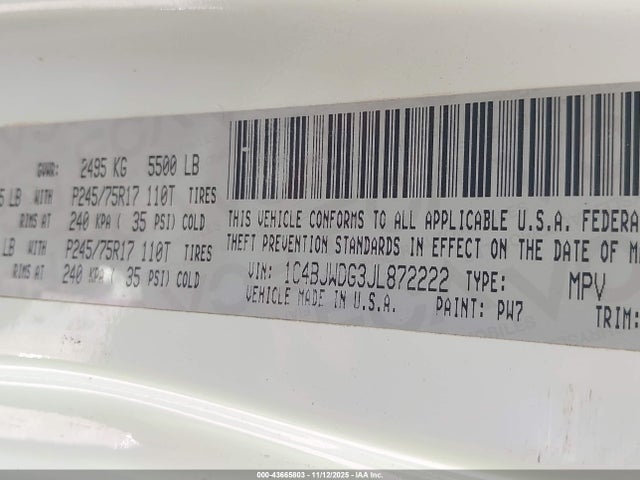 GVWR: 2495 KG 5500 LB
5 LB WITH P245/75R17 110T TIRES
RIMS AT 240 KPA ( 35 PSI) COLD
LB WITH P245/75R17 110T TIRES
RIMS AT 240 KPA ( 35 PSI) COLD
THIS VEHICLE CONFORMS TO ALL APPLICABLE U.S.A. FEDERA
THEFT PREVENTION STANDARDS IN EFFECT ON THE DATE OF M
VIN: 1C4BJWDG3JL872222 TYPE: MPV
VEHICLE MADE IN U.S.A. PAINT: PW7 TRIM:
000-43665803 - 11/12/2025 - IAA Inc.